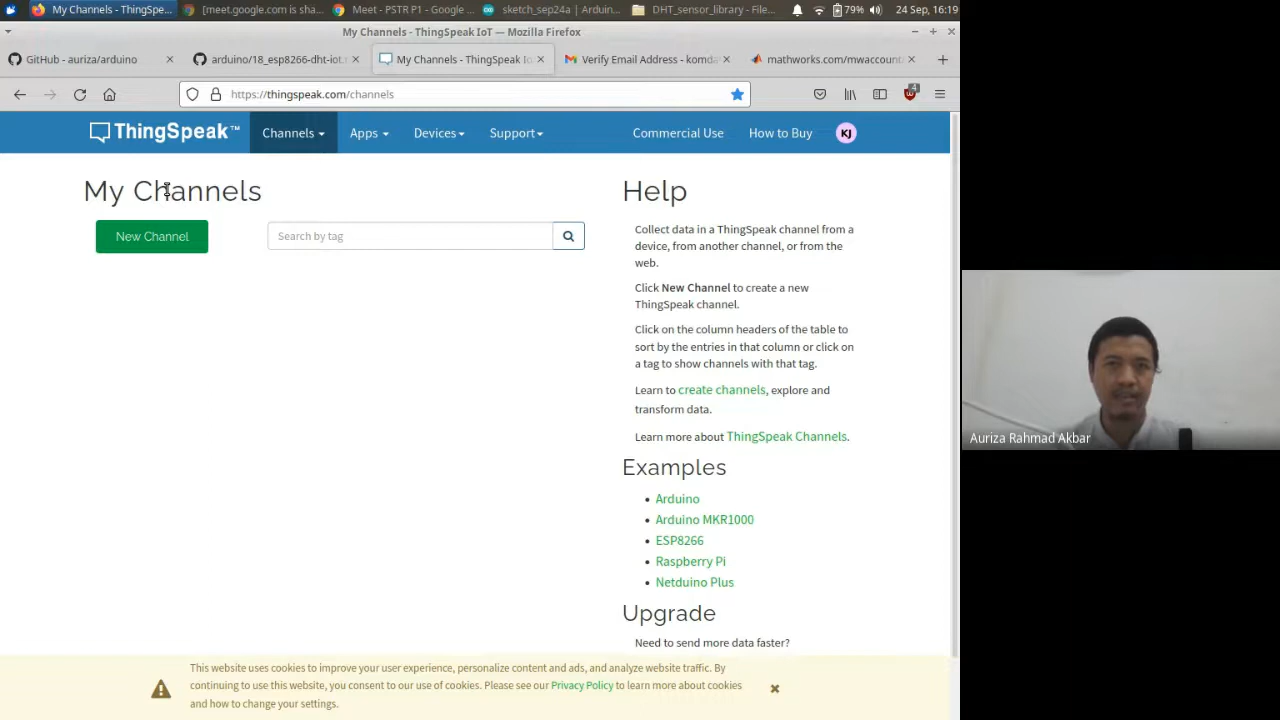 My Channels - ThingSpe...
[meet.google.com is sha...
Meet - PSTR P1 - Google ...
sketch_sep24a | Arduin...
DHT_sensor_library - File...
79%
24 Sep, 16:19
My Channels - ThingSpeak IoT — Mozilla Firefox
GitHub - auriza/arduino
arduino/18_esp8266-dht-iot.
My Channels - ThingSpeak Io
Verify Email Address - komda
mathworks.com/mwaccount
https://thingspeak.com/channels
4
ThingSpeak™
Channels
Apps
Devices
Support
Commercial Use
How to Buy
KJ
My Channels
New Channel
Search by tag
Help
Collect data in a ThingSpeak channel from a
device, from another channel, or from the
web.
Click New Channel to create a new
ThingSpeak channel.
Click on the column headers of the table to
sort by the entries in that column or click on
a tag to show channels with that tag.
Learn to create channels, explore and
transform data.
Learn more about ThingSpeak Channels.
Examples
Arduino
Arduino MKR1000
ESP8266
Raspberry Pi
Netduino Plus
Upgrade
Need to send more data faster?
This website uses cookies to improve your user experience, personalize content and ads, and analyze website traffic. By
continuing to use this website, you consent to our use of cookies. Please see our Privacy Policy to learn more about cookies
and how to change your settings.
Auriza Rahmad Akbar